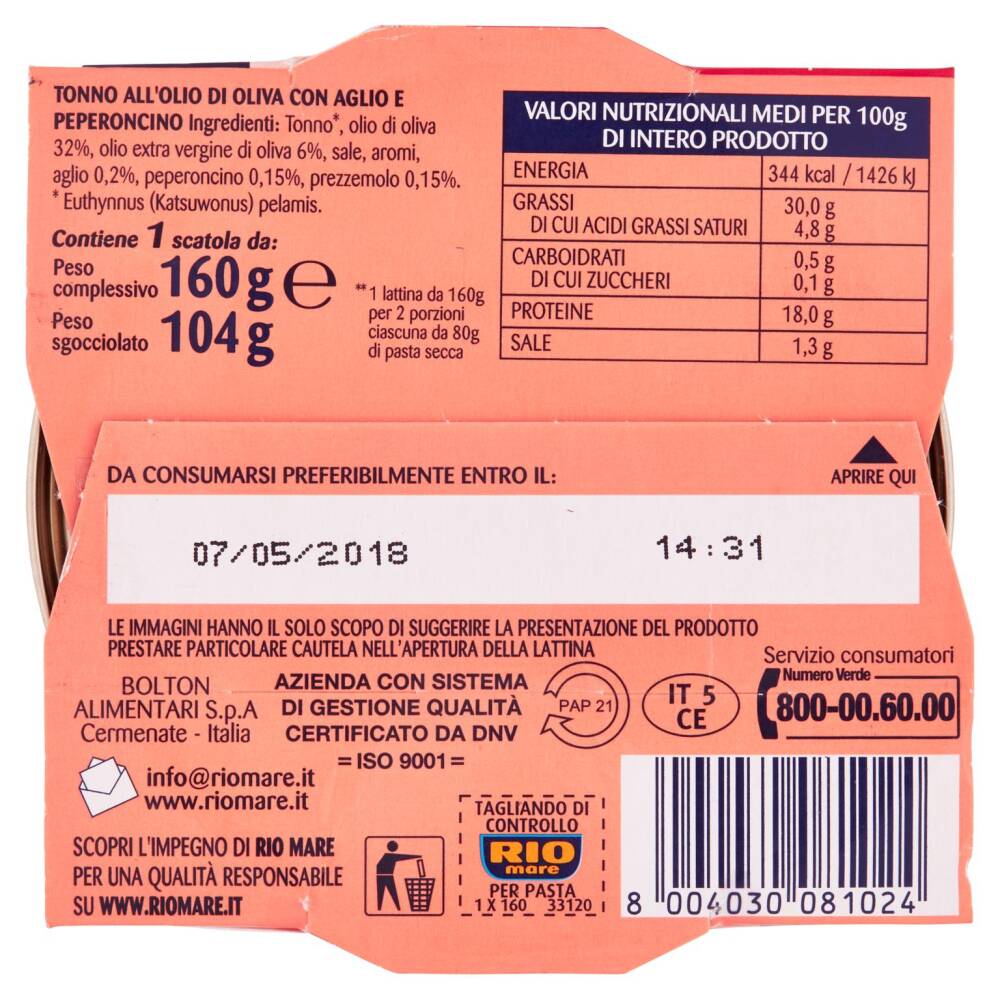 TONNO ALL'OLIO DI OLIVA CON AGLIO E
PEPERONCINO Ingredienti: Tonno*, olio di oliva
32%, olio extra vergine di oliva 6%, sale, aromi,
aglio 0,2%, peperoncino 0,15%, prezzemolo 0,15%.
* Euthynnus (Katsuwonus) pelamis.
Contiene 1 scatola da:
Peso
complessivo 160 g e
Peso
sgocciolato 104 g
**1 lattina da 160g
per 2 porzioni
ciascuna da 80g
di pasta secca
VALORI NUTRIZIONALI MEDI PER 100g
DI INTERO PRODOTTO
ENERGIA 344 kcal / 1426 kJ
GRASSI 30,0 g
DI CUI ACIDI GRASSI SATURI 4,8 g
CARBOIDRATI 0,5 g
DI CUI ZUCCHERI 0,1 g
PROTEINE 18,0 g
SALE 1,3 g
DA CONSUMARSI PREFERIBILMENTE ENTRO IL:
APRIRE QUI
07/05/2018 14:31
LE IMMAGINI HANNO IL SOLO SCOPO DI SUGGERIRE LA PRESENTAZIONE DEL PRODOTTO
PRESTARE PARTICOLARE CAUTELA NELL'APERTURA DELLA LATTINA
BOLTON
ALIMENTARI S.p.A
Cermenate - Italia
AZIENDA CON SISTEMA
DI GESTIONE QUALITÀ
CERTIFICATO DA DNV
= ISO 9001 =
PAP 21
IT 5
CE
Servizio consumatori
Numero Verde
800-00.60.00
info@riomare.it
www.riomare.it
SCOPRI L'IMPEGNO DI RIO MARE
PER UNA QUALITÀ RESPONSABILE
SU WWW.RIOMARE.IT
TAGLIANDO DI
CONTROLLO
RIO
mare
PER PASTA
1 X 160 33120
8 004030 081024